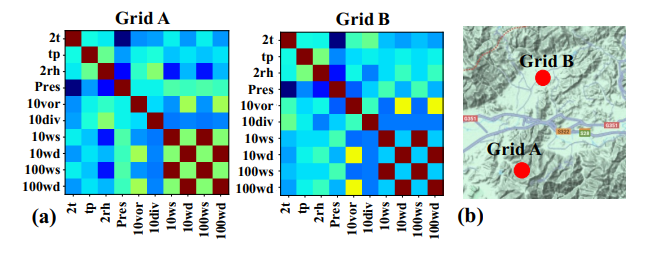 Grid A
Grid B
2t
tp
2rh
Pres
10vor
10div
10ws
10wd
100ws
100wd
2t
tp
2rh
Pres
10vor
10div
10ws
10wd
100ws
100wd
2t
tp
2rh
Pres
10vor
10div
10ws
10wd
100ws
100wd
2t
tp
2rh
Pres
10vor
10div
10ws
10wd
100ws
100wd
(a)
Grid B
G351
G351
Grid A
(b)